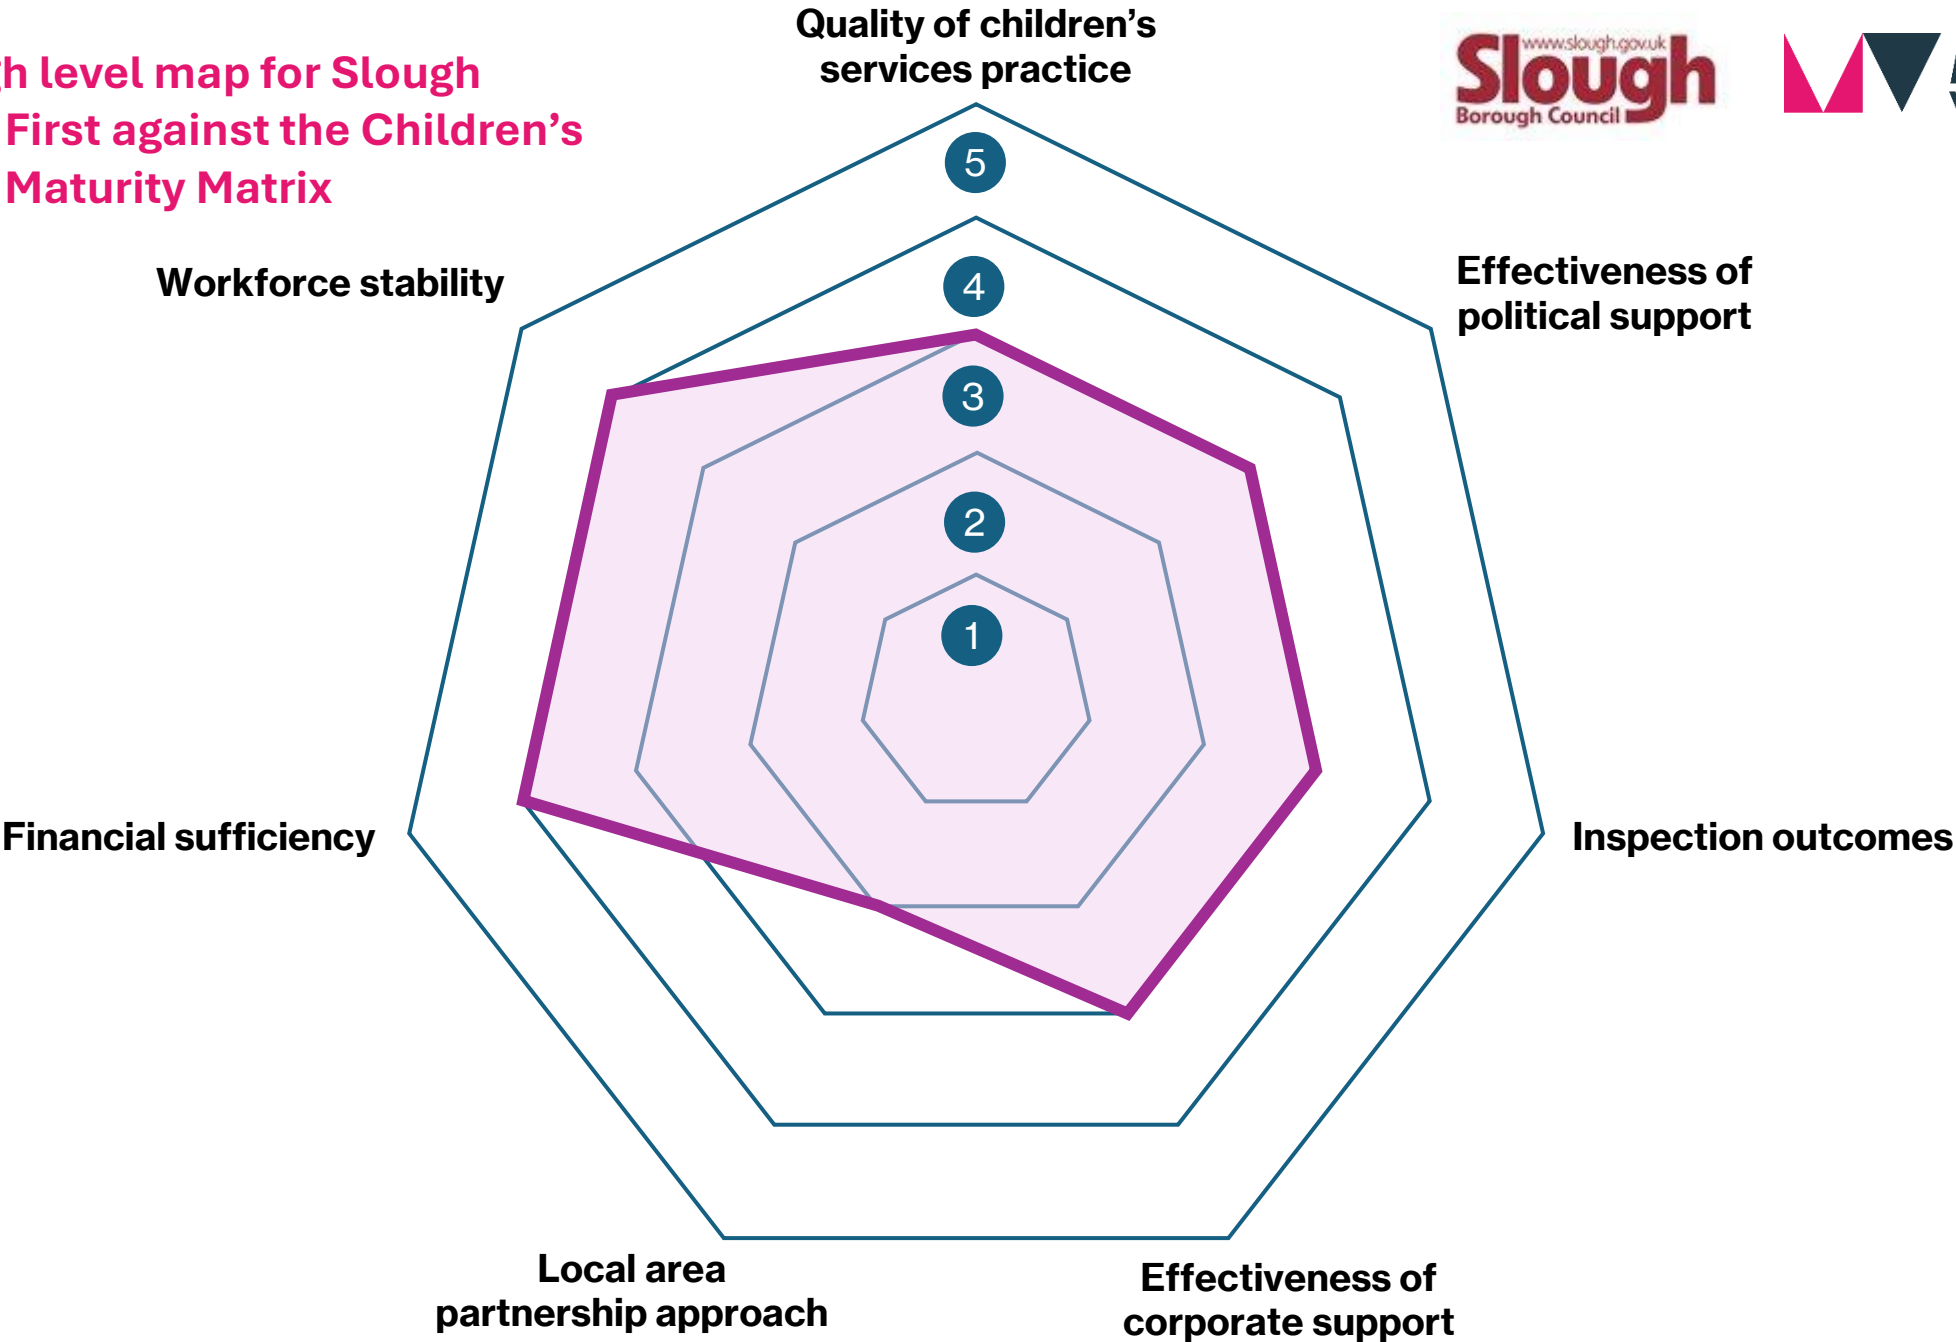 level map for Slough
First against the Children's
Maturity Matrix
Quality of children's
services practice
www.slough.gov.uk
Slough
Borough Council
5
4
3
2
1
Workforce stability
Effectiveness of
political support
Financial sufficiency
Inspection outcomes
Local area
partnership approach
Effectiveness of
corporate support